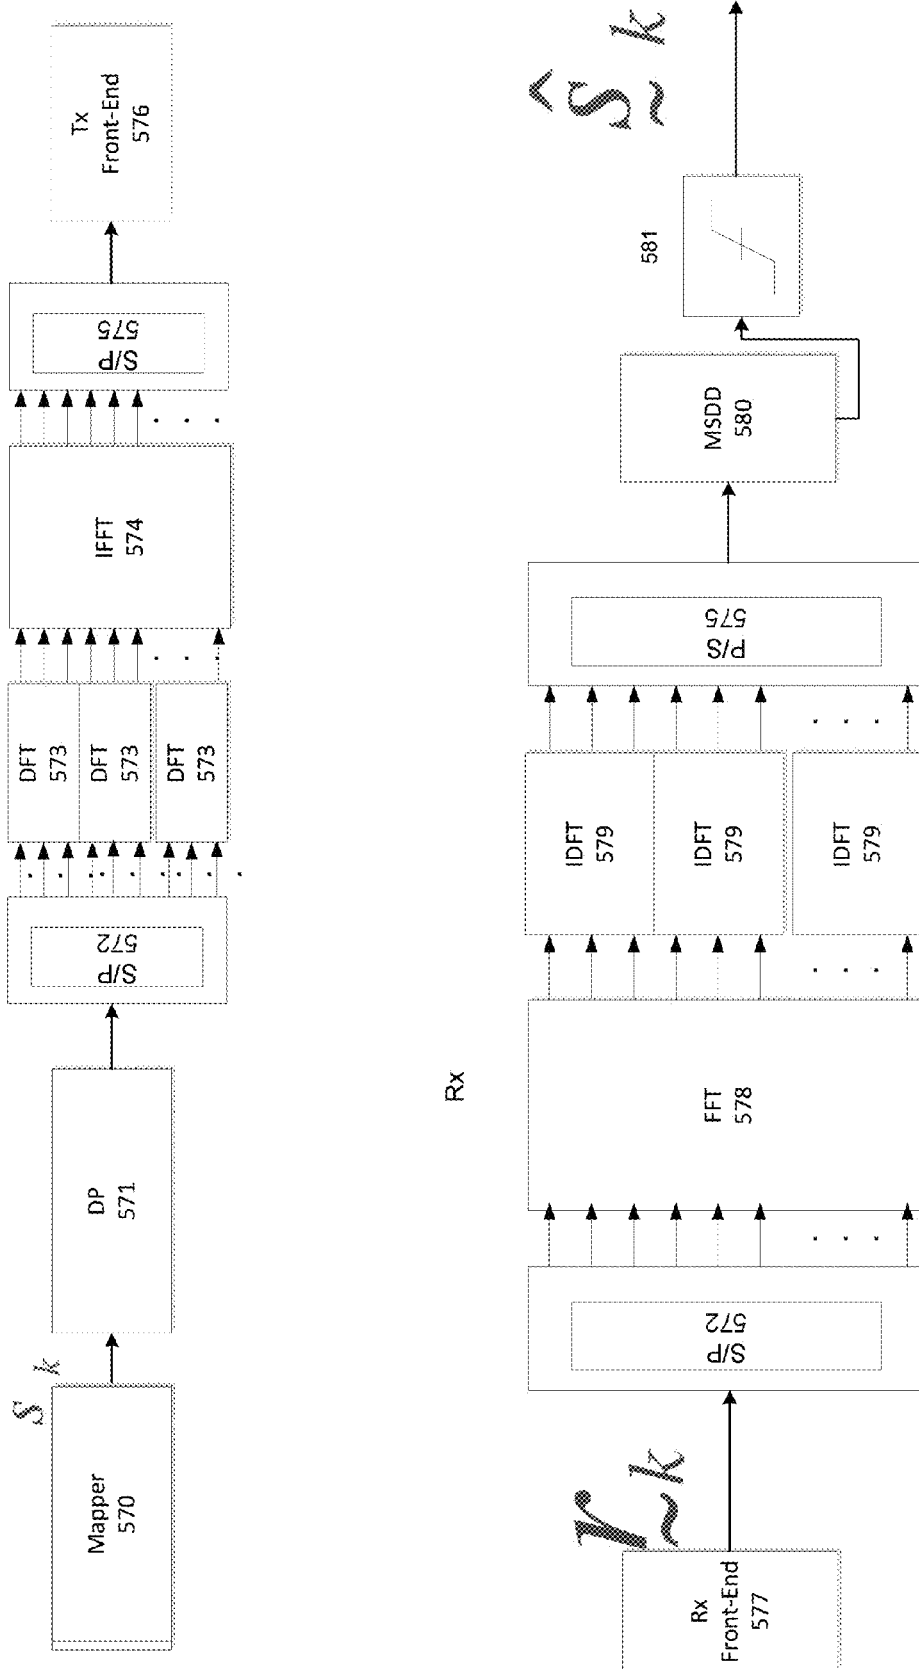 Mapper
570
s k
DP
571
S/P
572
DFT
573
DFT
573
DFT
573
IFFT
574
S/P
575
Tx
Front-End
576
Rx
Rx
Front-End
577
r k
S/P
572
FFT
578
IDFT
579
IDFT
579
IDFT
579
P/S
575
MSDD
580
581
ŝ k